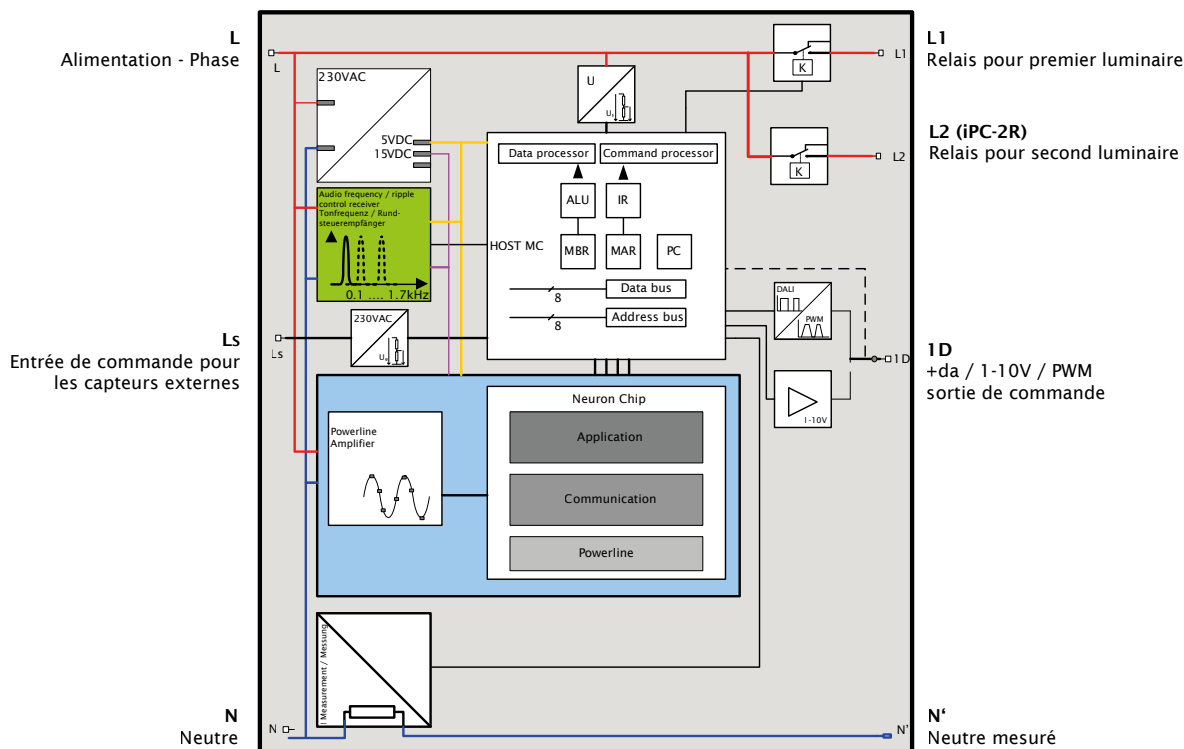 L
Alimentation - Phase
Ls
Entrée de commande pour
les capteurs externes
N
Neutre
L
230VAC
5VDC
15VDC
Audio frequency / ripple
control receiver
Tonfrequenz / Rund-
steuerempfänger
0.1 .... 1.7kHz
Ls
230VAC
Us
U
Us
Data processor
Command processor
ALU
IR
HOST MC
MBR
MAR
PC
8
Data bus
8
Address bus
Neuron Chip
Application
Communication
Powerline
Powerline
Amplifier
I Measurement / Messung
N
N'
K
L1
K
L2
DALI
PWM
1D
1-10V
L1
Relais pour premier luminaire
L2 (iPC-2R)
Relais pour second luminaire
1D
+da / 1-10V / PWM
sortie de commande
N‘
Neutre mesuré